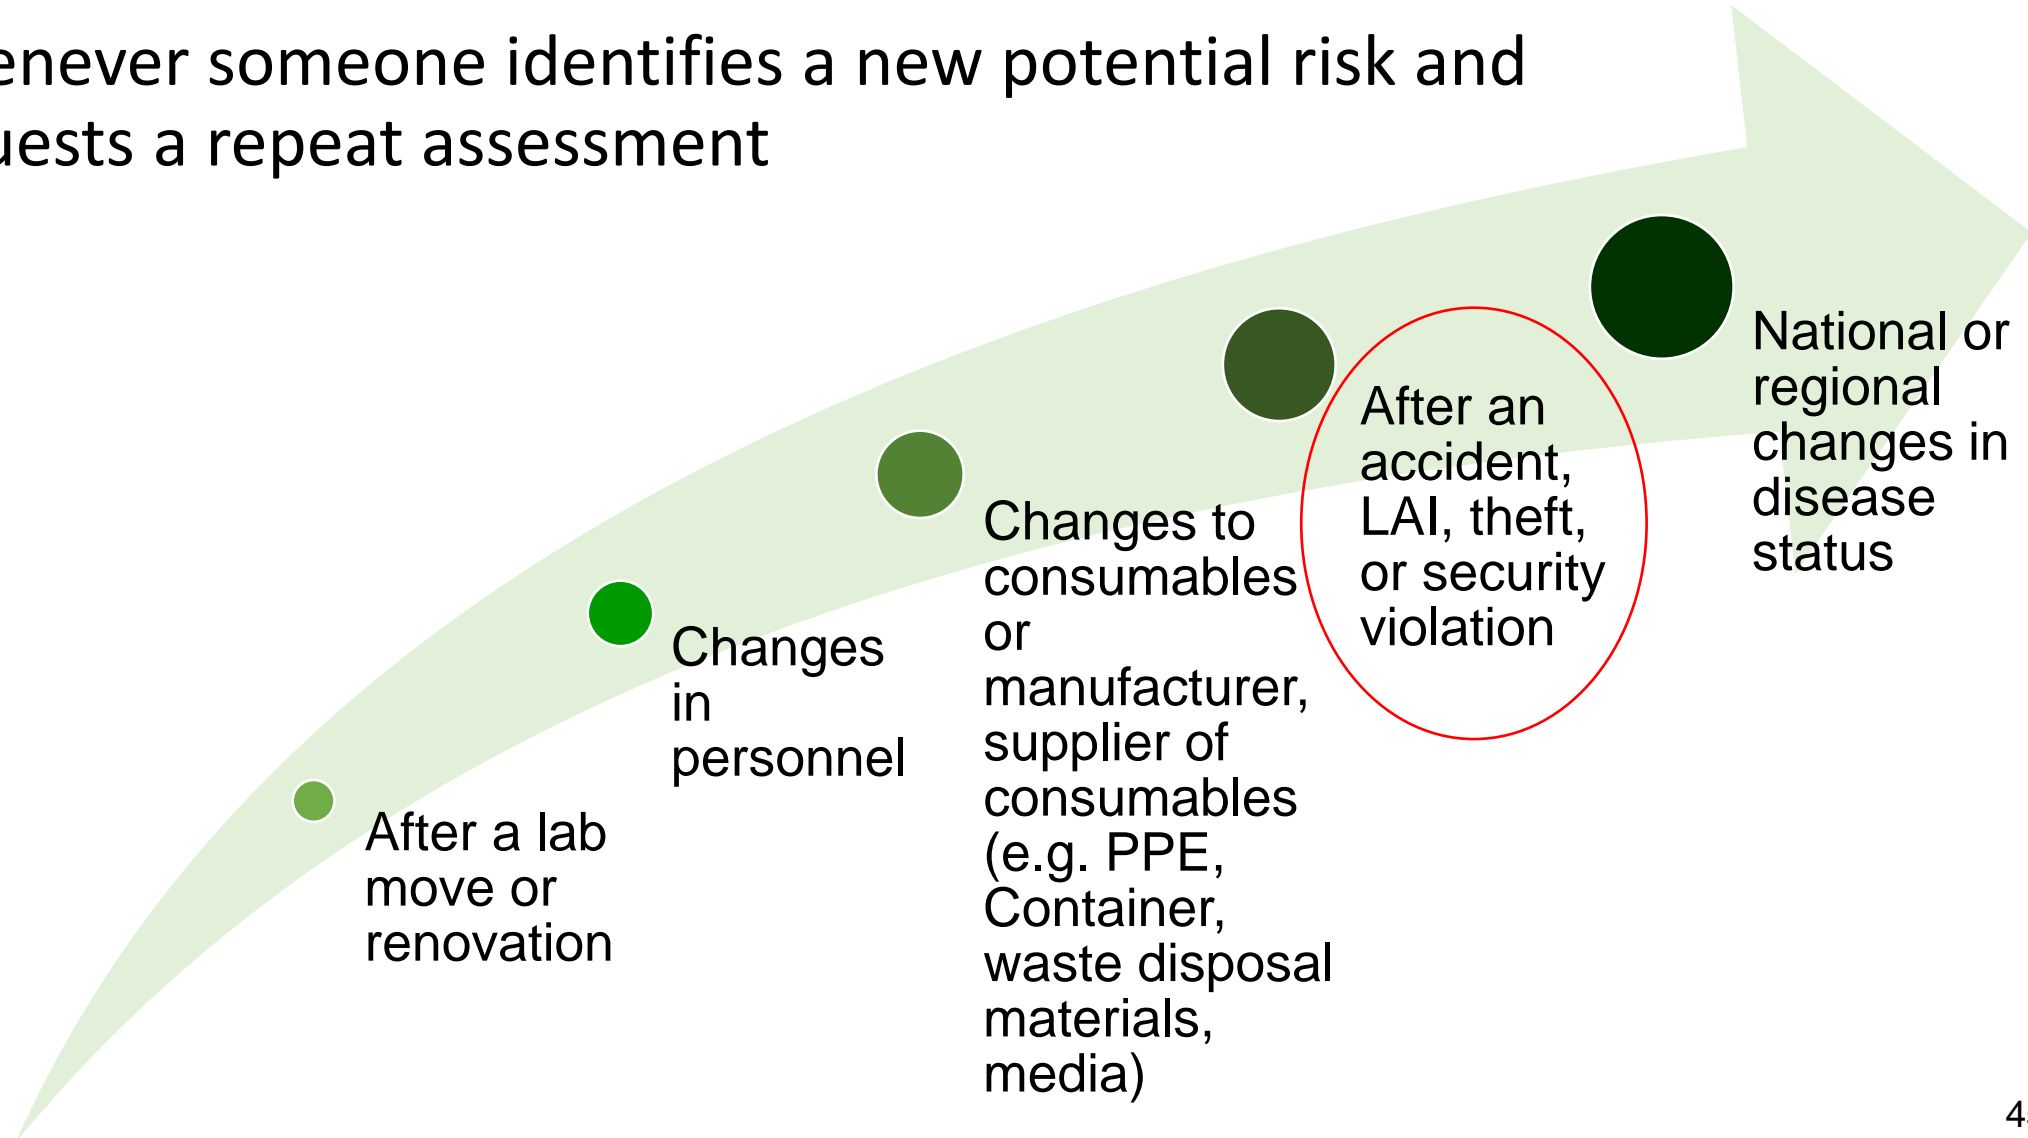 enever someone identifies a new potential risk and
uests a repeat assessment
After a lab
move or
renovation
Changes
in
personnel
Changes to
consumables
or
manufacturer,
supplier of
consumables
(e.g. PPE,
Container,
waste disposal
materials,
media)
After an
accident,
LAI, theft,
or security
violation
National or
regional
changes in
disease
status
4